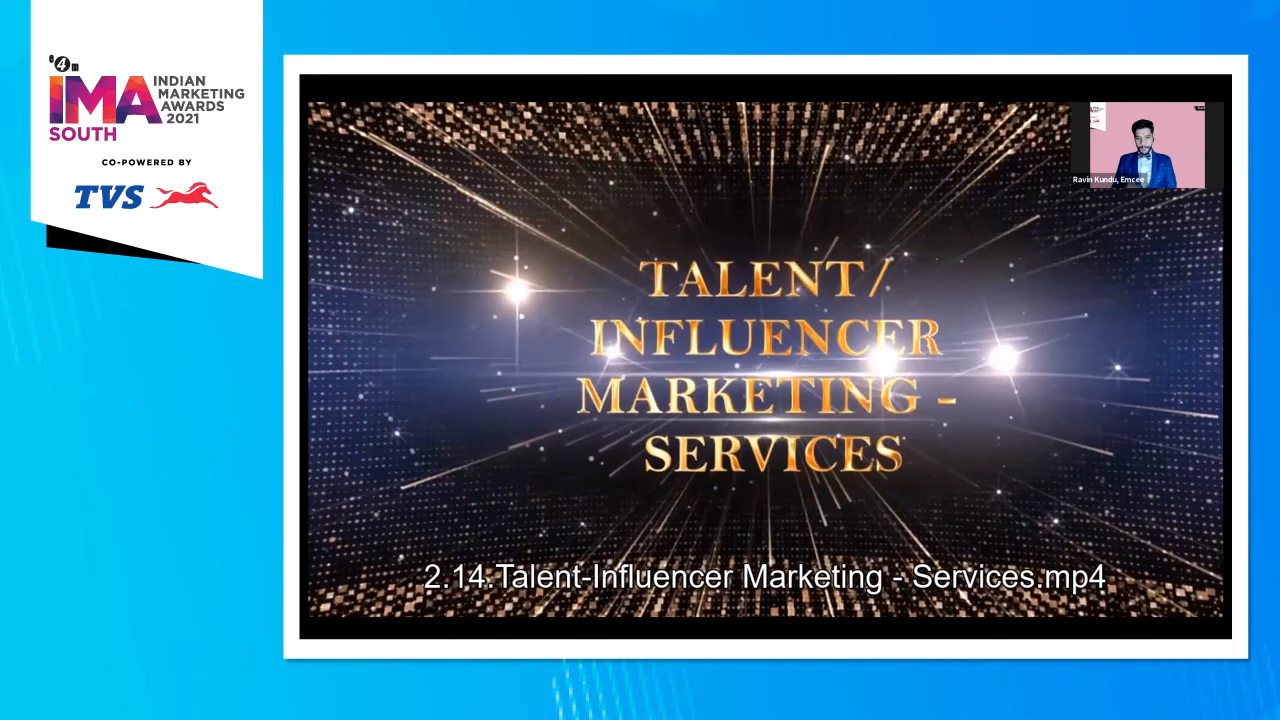 e4m
IMA
INDIAN
MARKETING
AWARDS
2021
SOUTH
CO-POWERED BY
TVS
Ravin Kundu, Emcee
TALENT/
INFLUENCER
MARKETING -
SERVICES
2.14.Talent-Influencer Marketing - Services.mp4